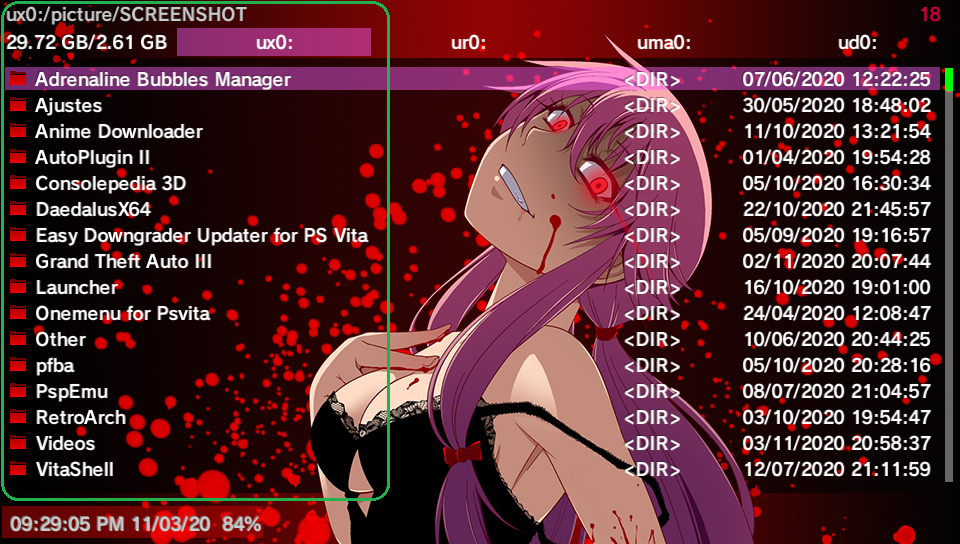 ux0:/picture/SCREENSHOT 18
29.72 GB/2.61 GB ux0: ur0: uma0: ud0:
Adrenaline Bubbles Manager <DIR> 07/06/2020 12:22:25
Ajustes <DIR> 30/05/2020 18:48:02
Anime Downloader <DIR> 11/10/2020 13:21:54
AutoPlugin II <DIR> 01/04/2020 19:54:28
Consolepedia 3D <DIR> 05/10/2020 16:30:34
DaedalusX64 <DIR> 22/10/2020 21:45:57
Easy Downgrader Updater for PS Vita <DIR> 05/09/2020 19:16:57
Grand Theft Auto III <DIR> 02/11/2020 20:07:44
Launcher <DIR> 16/10/2020 19:01:00
Onemenu for Psvita <DIR> 24/04/2020 12:08:47
Other <DIR> 10/06/2020 20:44:25
pfba <DIR> 05/10/2020 20:28:16
PspEmu <DIR> 08/07/2020 21:04:57
RetroArch <DIR> 03/10/2020 19:54:47
Videos <DIR> 03/11/2020 20:58:37
VitaShell <DIR> 12/07/2020 21:11:59
09:29:05 PM 11/03/20 84%